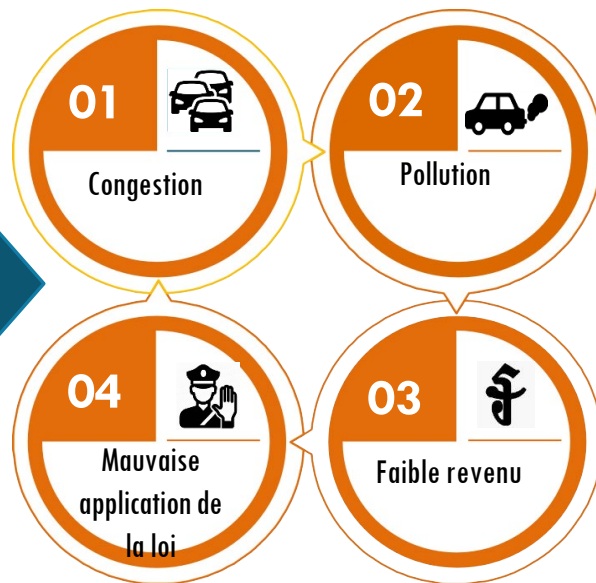 01
Congestion
02
Pollution
03
Faible revenu
04
Mauvaise
application de
la loi